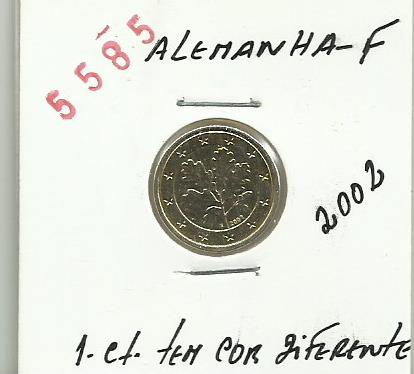 5585
ALEMANHA-F
2002
1-ct. TEM COR DIFERENTE